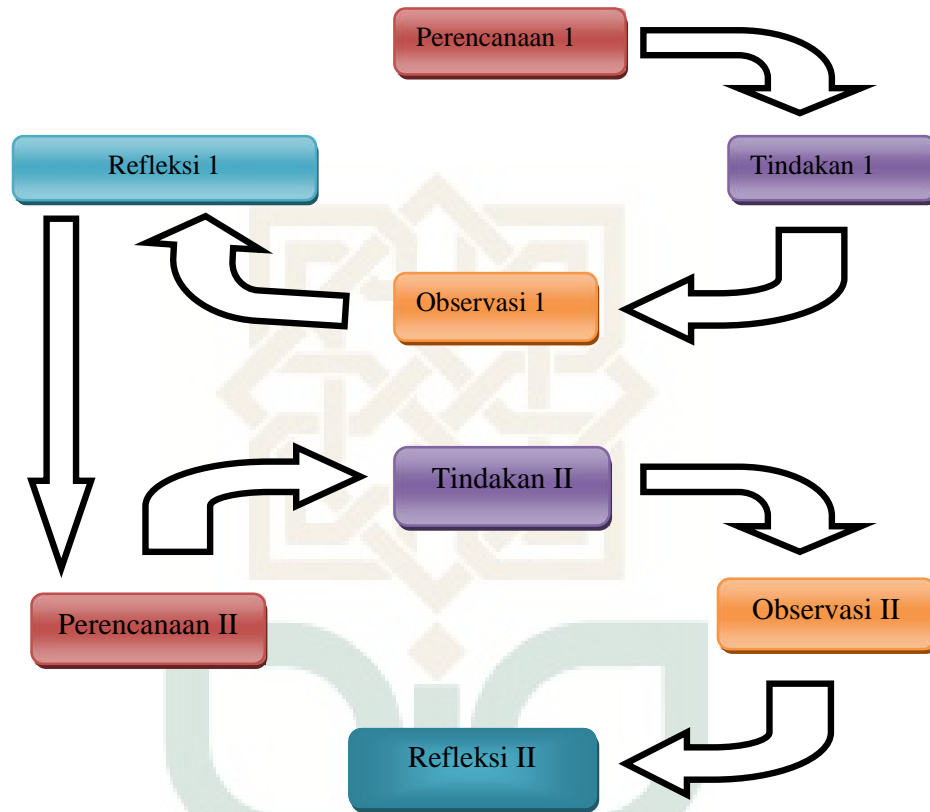 Perencanaan 1
Refleksi 1
Tindakan 1
Observasi 1
Tindakan II
Perencanaan II
Observasi II
Refleksi II